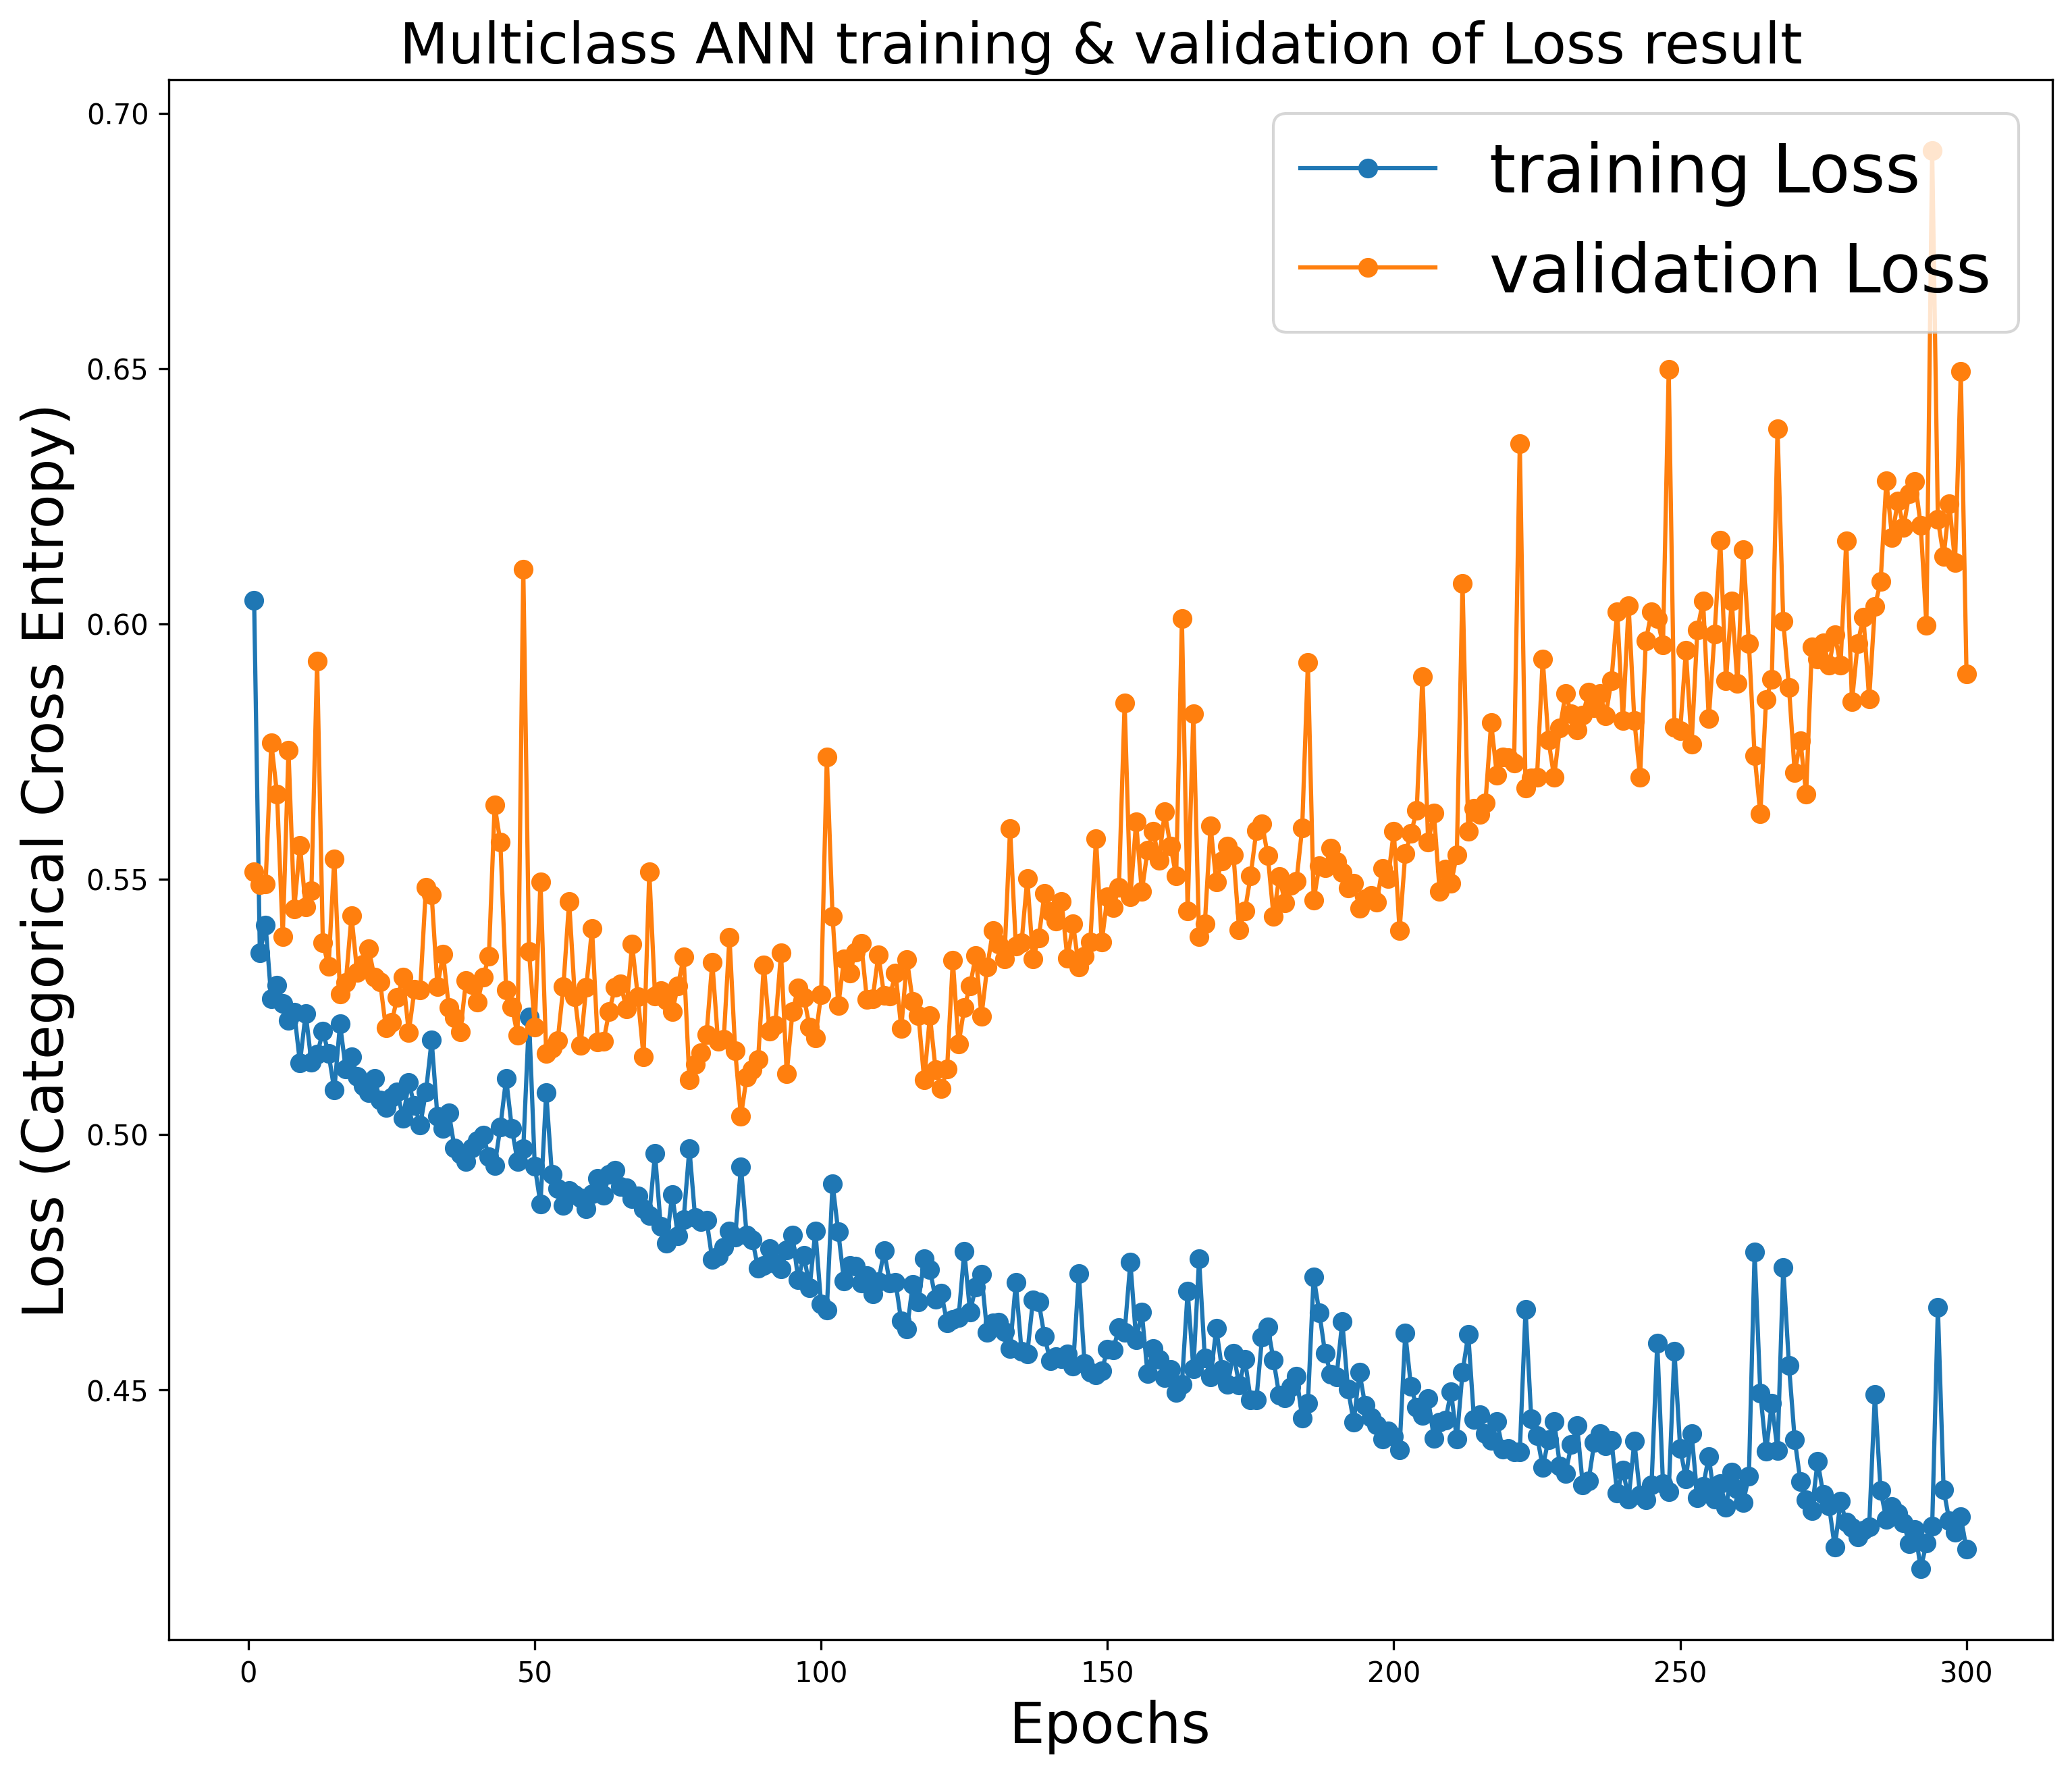 Multiclass ANN training & validation of Loss result
0.70
0.65
0.60
0.55
0.50
0.45
Loss (Categorical Cross Entropy)
training Loss
validation Loss
0 50 100 150 200 250 300
Epochs